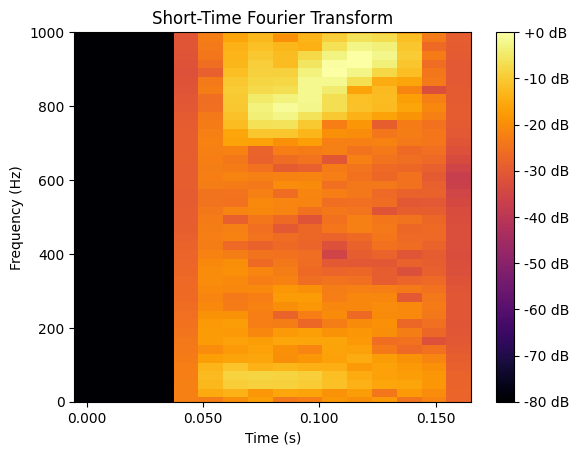 Short-Time Fourier Transform
1000
800
600
400
200
0
Frequency (Hz)
0.000
0.050
0.100
0.150
Time (s)
+0 dB
-10 dB
-20 dB
-30 dB
-40 dB
-50 dB
-60 dB
-70 dB
-80 dB